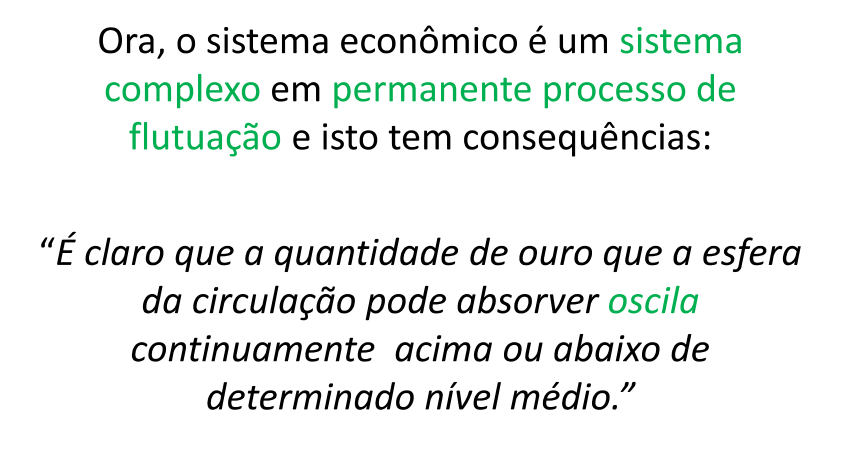 Ora, o sistema econômico é um sistema
complexo em permanente processo de
flutuação e isto tem consequências:
“É claro que a quantidade de ouro que a esfera
da circulação pode absorver oscila
continuamente  acima ou abaixo de
determinado nível médio.”